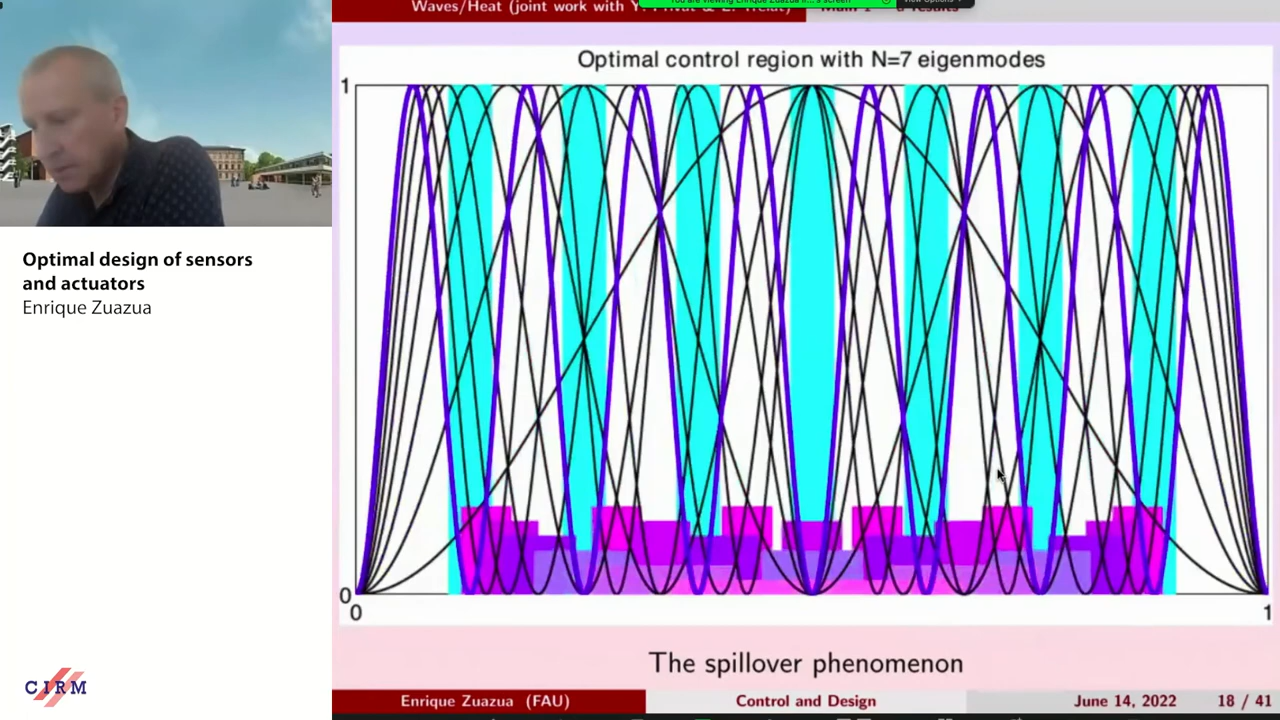 Waves/Heat (joint work with Y.
Optimal control region with N=7 eigenmodes
1
0
0
1
The spillover phenomenon
Enrique Zuazua (FAU)
Control and Design
June 14, 2022
18 / 41
Optimal design of sensors
and actuators
Enrique Zuazua
CIRM